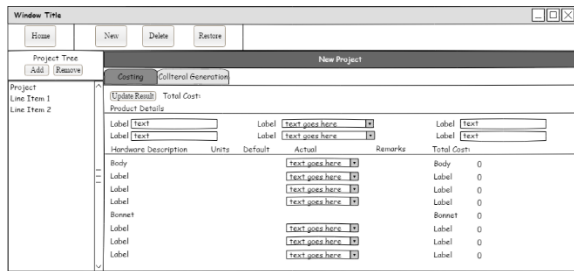 Window Title
Home New Delete Restore
Project Tree
Add Remove
New Project
Project
Line Item 1
Line Item 2
Costing Collteral Generation
Update Result Total Cost:
Product Details
Label text Label text goes here Label text
Label text Label text goes here Label text
Hardware Description Units Default Actual Remarks Total Cost:
Body text goes here Body 0
Label text goes here Label 0
Label text goes here Label 0
Label text goes here Label 0
Bonnet Bonnet 0
Label text goes here Label 0
Label text goes here Label 0
Label text goes here Label 0